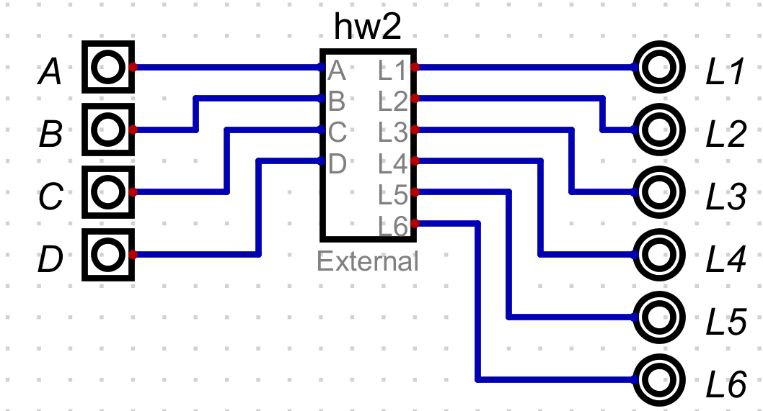 hw2
A A L1 L1
B B L2 L2
C C L3 L3
D D L4 L4
L5 L5
L6 L6
External